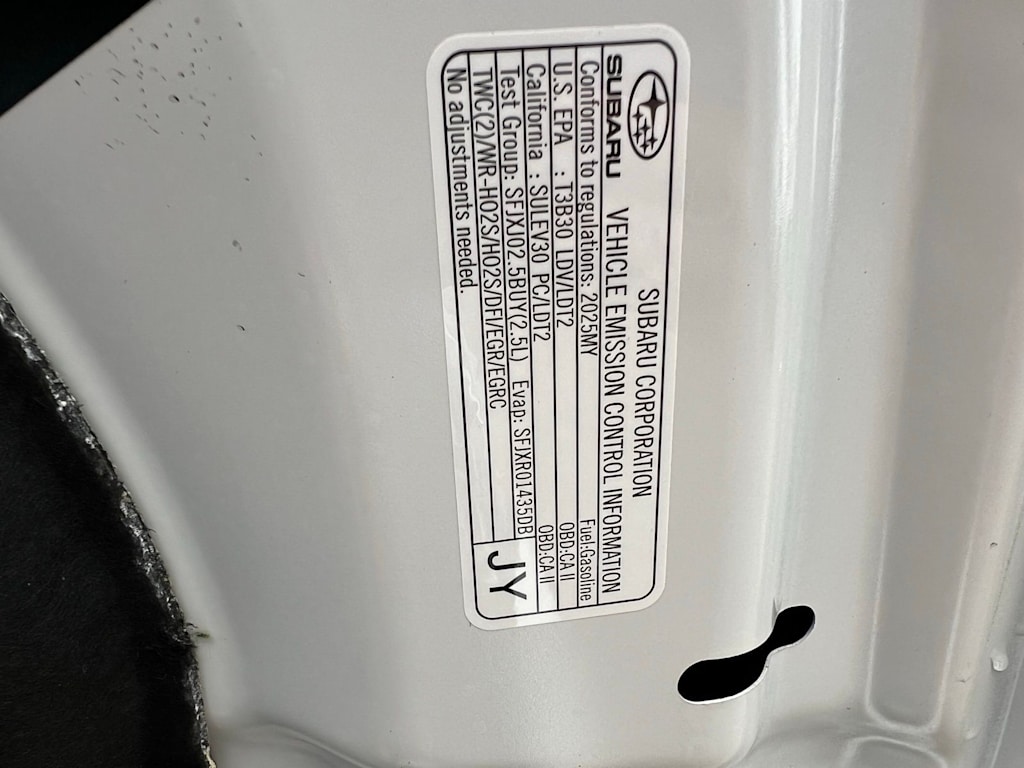 SUBARU CORPORATION
SUBARU VEHICLE EMISSION CONTROL INFORMATION
Conforms to regulations: 2025MY Fuel:Gasoline
U.S. EPA : T3B30 LDV/LDT2 OBD:CA II
California : SULEV30 PC/LDT2 OBD:CA II
Test Group: SFJXJ02.5BUY(2.5L) Evap: SFJXR01435DB
TWC(2)/WR-HO2S/HO2S/DFI/EGR/EGRC
No adjustments needed.
JY